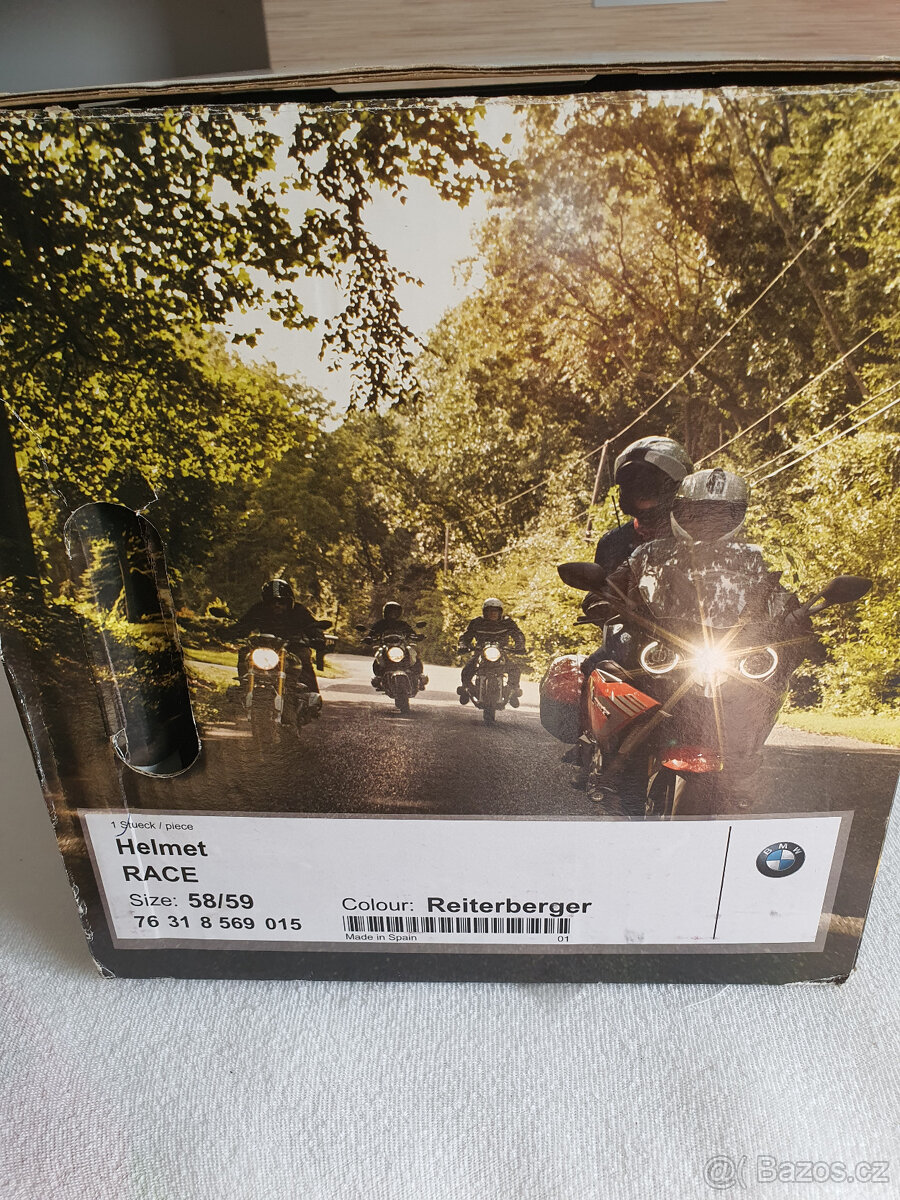 1 Stueck / piece
Helmet
RACE
Size: 58/59
76 31 8 569 015
Colour: Reiterberger
Made in Spain 01
BMW
@( Bazos.cz